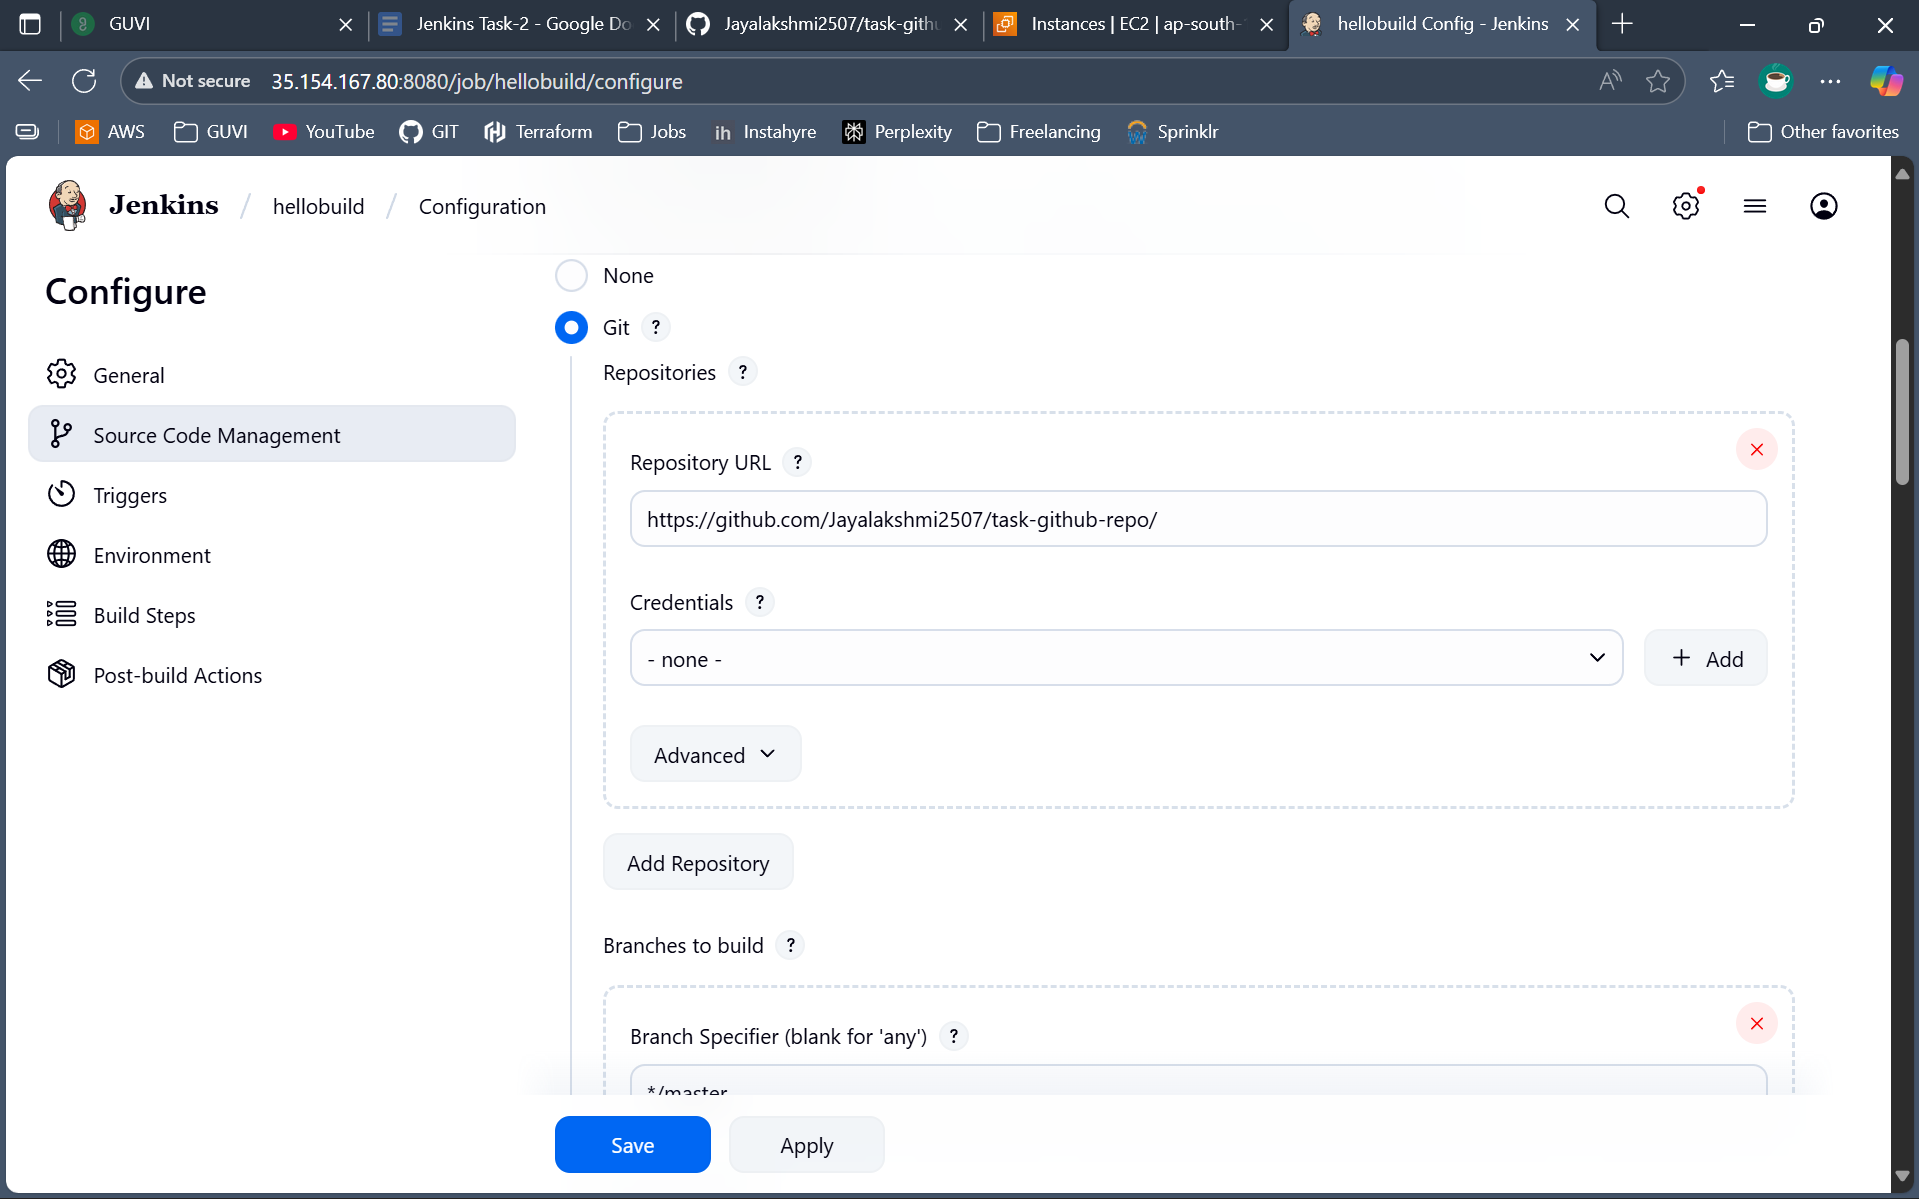 GUVI
Jenkins Task-2 - Google Do
Jayalakshmi2507/task-gith
Instances | EC2 | ap-south-
hellobuild Config - Jenkins
Not secure
35.154.167.80:8080/job/hellobuild/configure
AWS
GUVI
YouTube
GIT
Terraform
Jobs
Instahyre
Perplexity
Freelancing
Sprinklr
Other favorites
Jenkins / hellobuild / Configuration
Configure
General
Source Code Management
Triggers
Environment
Build Steps
Post-build Actions
None
Git ?
Repositories ?
Repository URL ?
https://github.com/Jayalakshmi2507/task-github-repo/
Credentials ?
- none -
+ Add
Advanced
Add Repository
Branches to build ?
Branch Specifier (blank for 'any') ?
*/master
Save
Apply